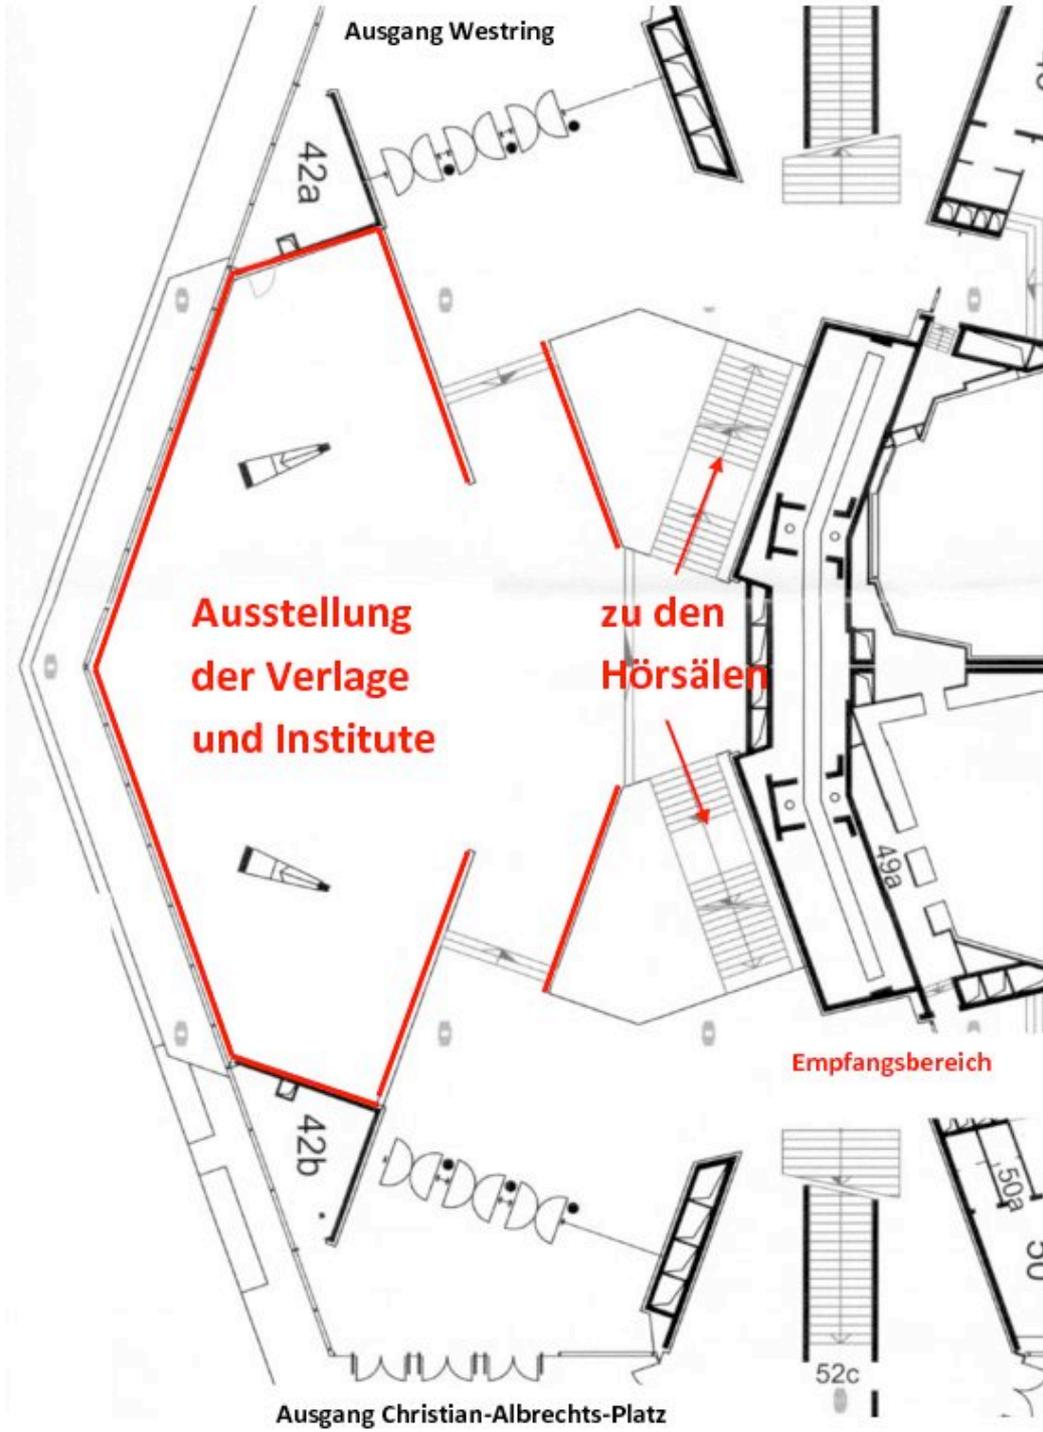 Ausgang Westring
42a
Ausstellung
der Verlage
und Institute
zu den
Hörsälen
49a
Empfangsbereich
42b
50a
50
52c
Ausgang Christian-Albrechts-Platz